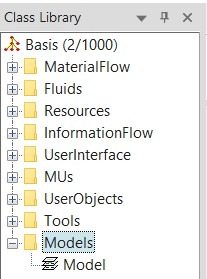 Class Library
Basis (2/1000)
MaterialFlow
Fluids
Resources
InformationFlow
UserInterface
MUs
UserObjects
Tools
Models
Model